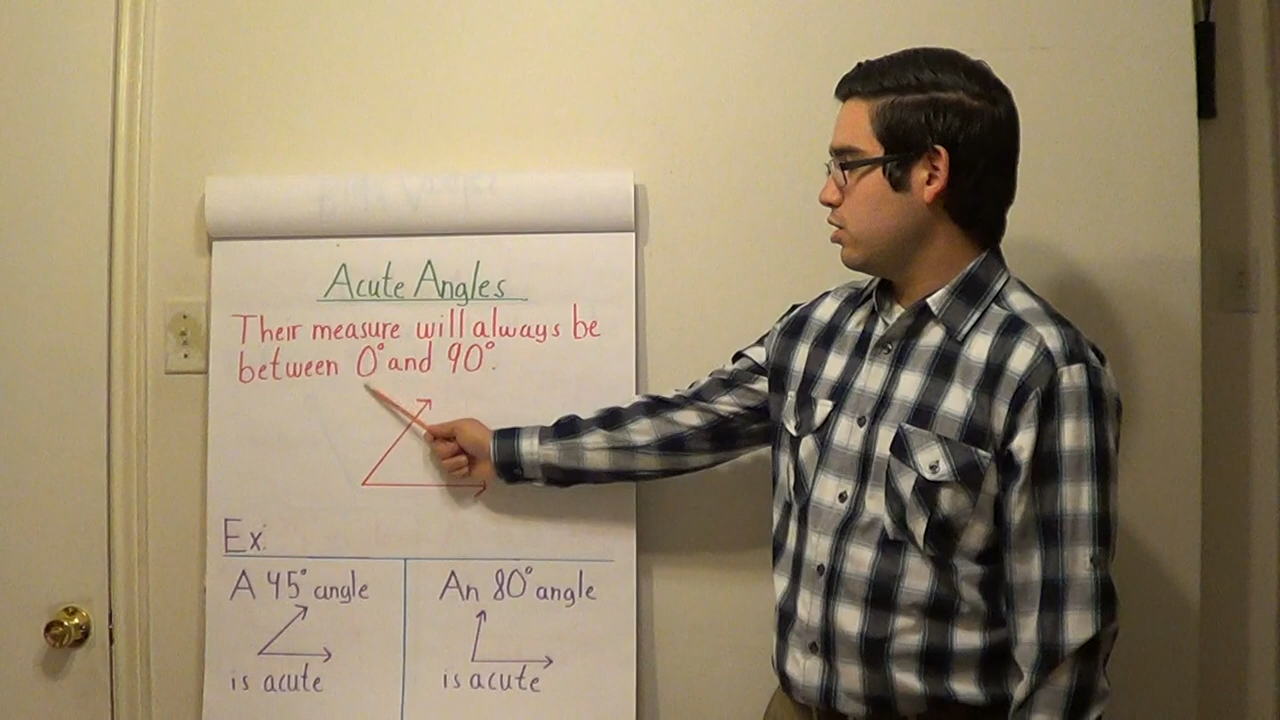 Acute Angles
Their measure will always be
between 0° and 90°.
Ex:
A 45° angle
is acute
An 80° angle
is acute